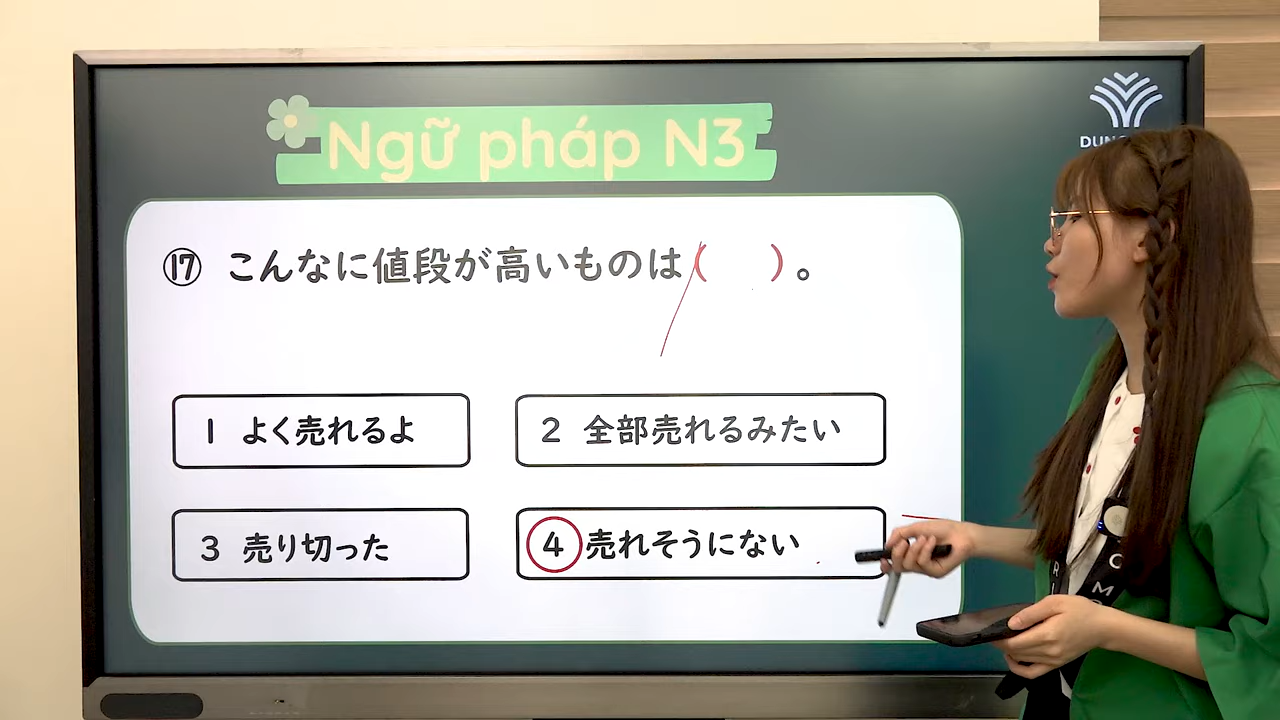 Ngữ pháp N3
⑰ こんなに値段が高いものは( )。
1 よく売れるよ
2 全部売れるみたい
3 売り切った
4 売れそうにない